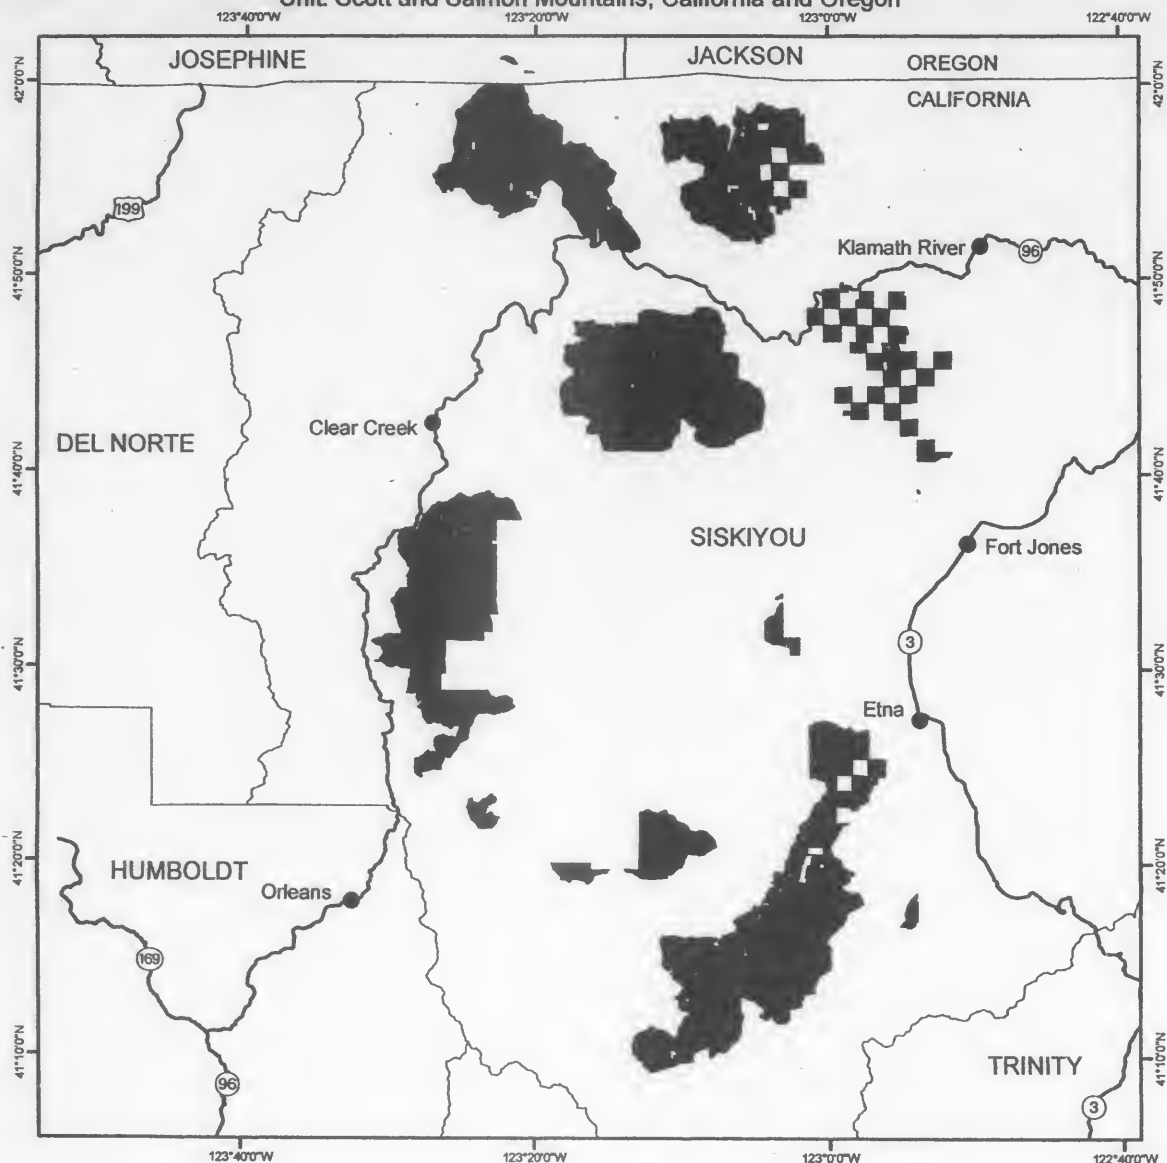 Unit: Scott and Salmon Mountains, California and Oregon
123°40'0"W 123°20'0"W 123°0'0"W 122°40'0"W
JOSEPHINE JACKSON OREGON
42°0'0"N 42°0'0"N
CALIFORNIA
199
Klamath River 96
41°50'0"N 41°50'0"N
Clear Creek
DEL NORTE
41°40'0"N 41°40'0"N
SISKIYOU
Fort Jones
3
41°30'0"N 41°30'0"N
Etna
41°20'0"N 41°20'0"N
HUMBOLDT
Orleans
169
41°10'0"N 41°10'0"N
TRINITY
96
3
123°40'0"W 123°20'0"W 123°0'0"W 122°40'0"W